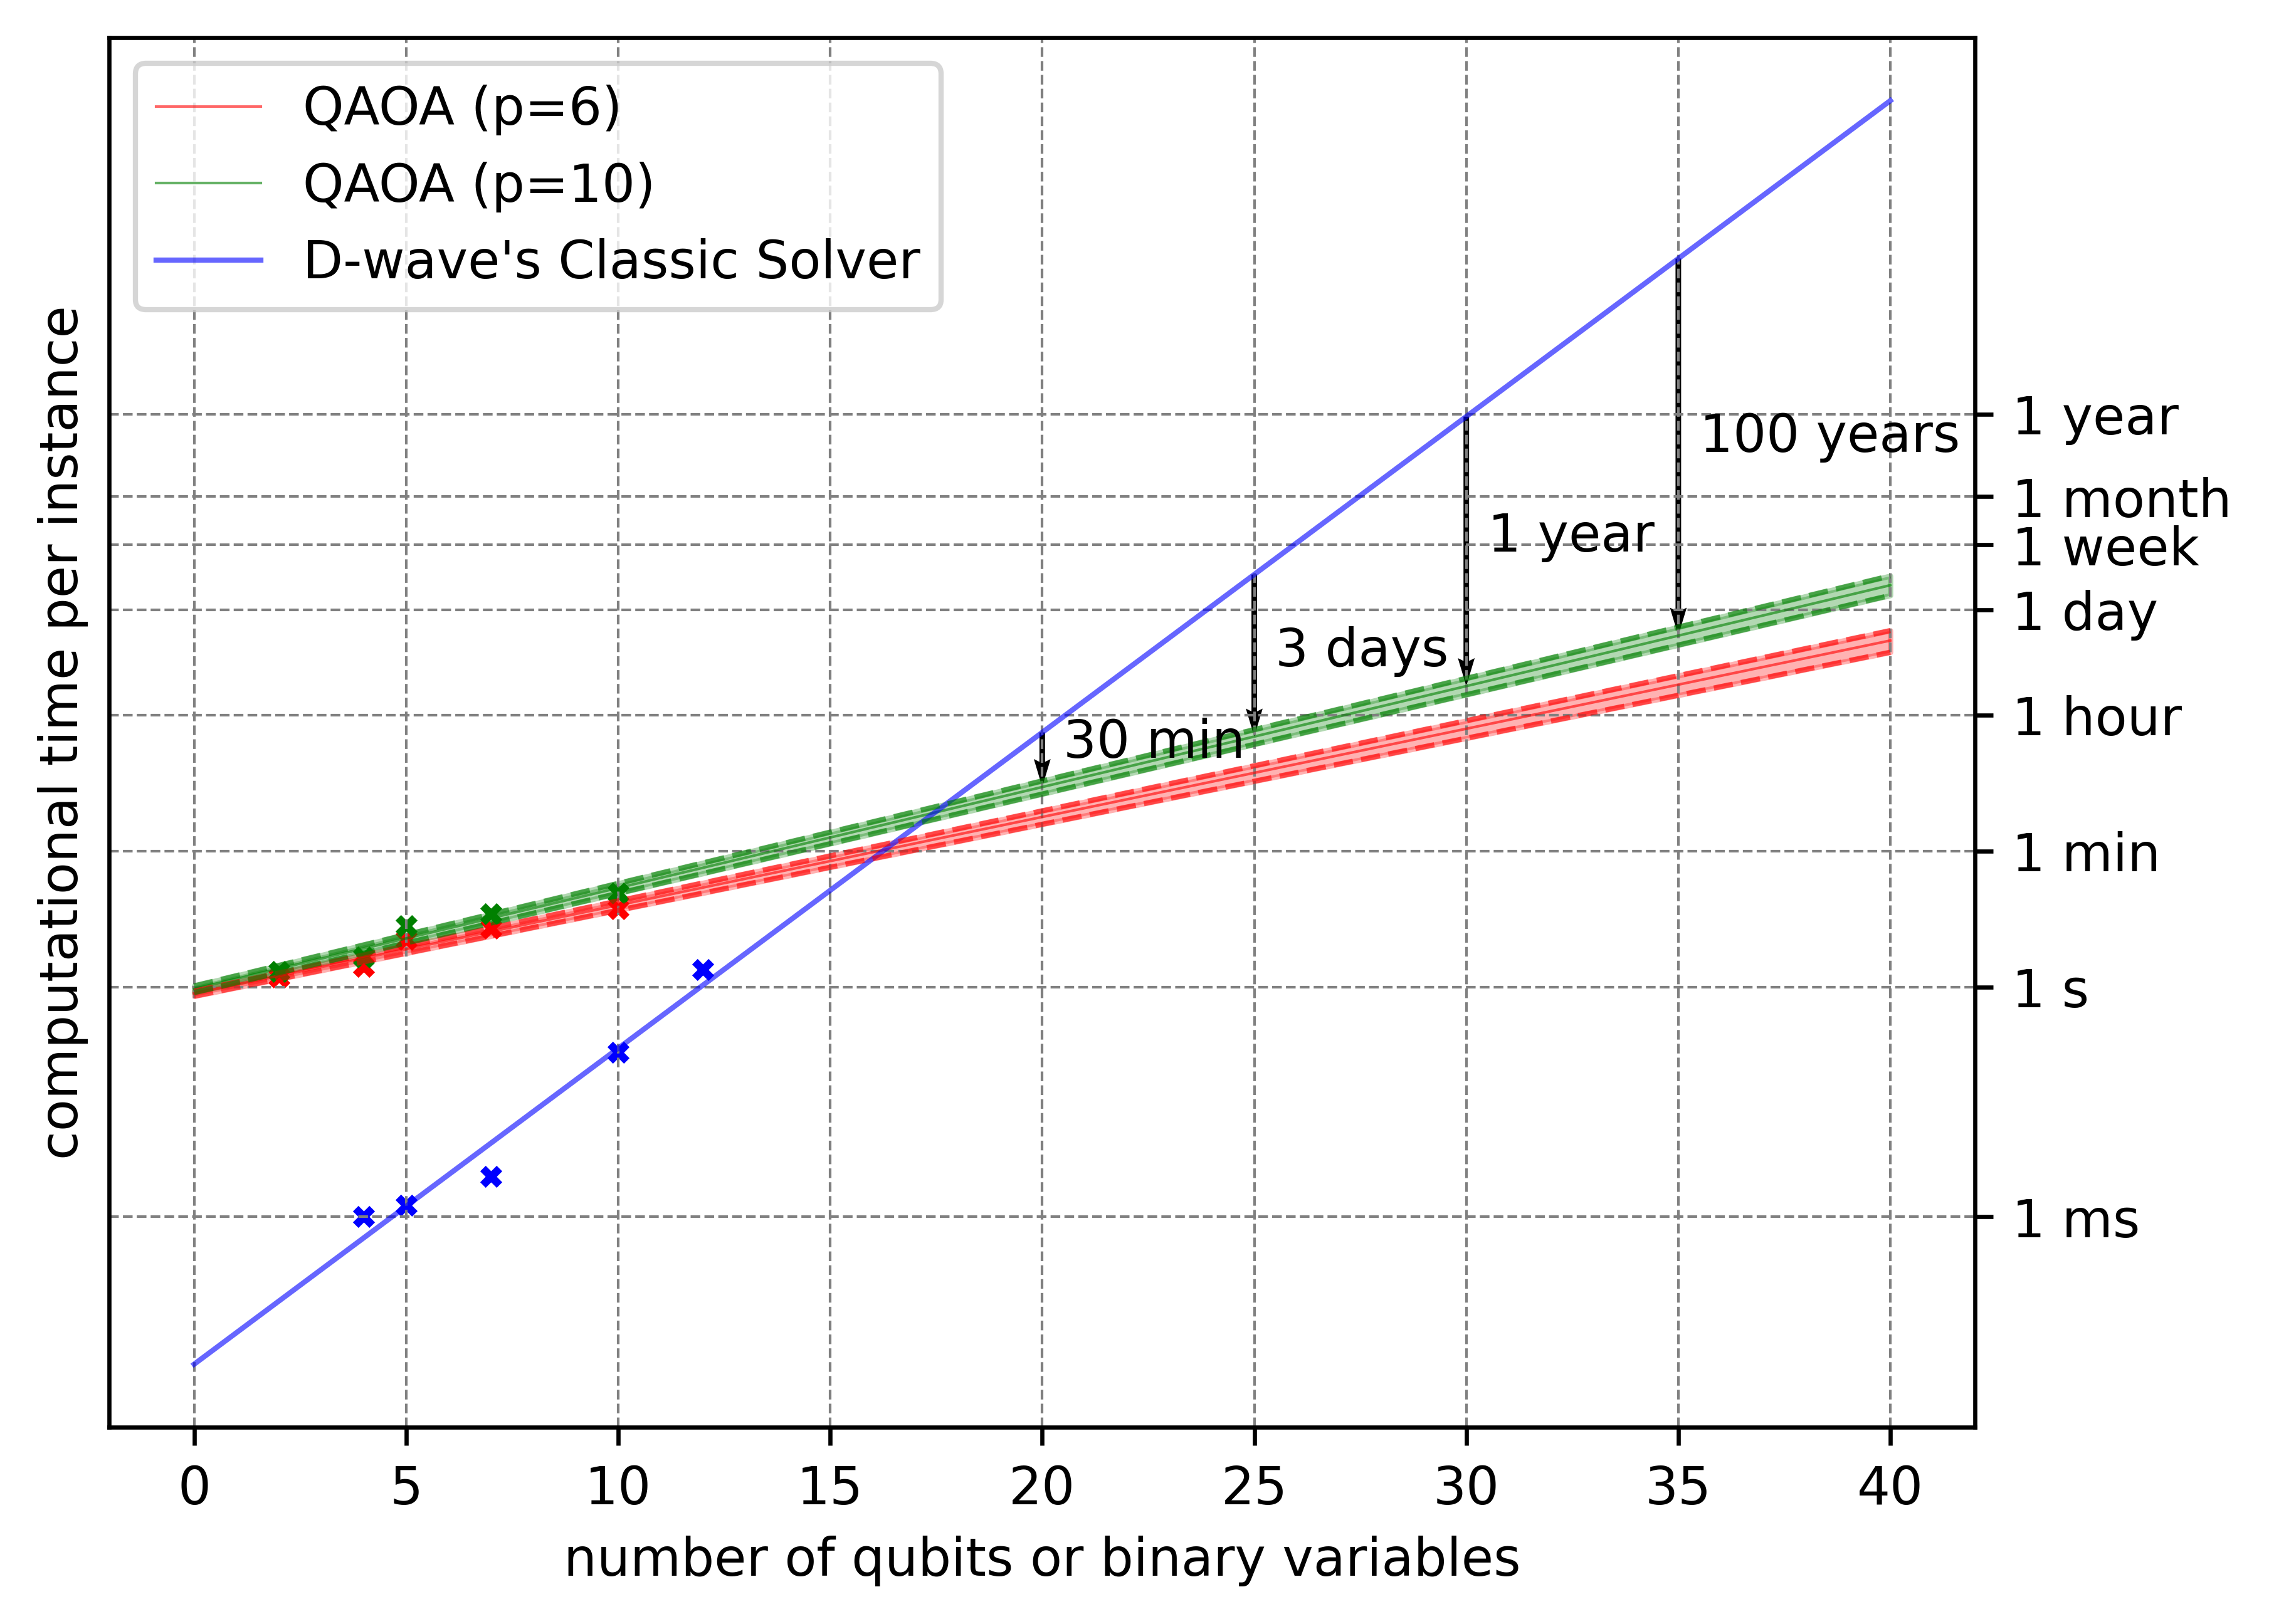 QAOA (p=6)
QAOA (p=10)
D-wave's Classic Solver
computational time per instance
100 years
1 year
3 days
30 min
1 year
1 month
1 week
1 day
1 hour
1 min
1 s
1 ms
0 5 10 15 20 25 30 35 40
number of qubits or binary variables